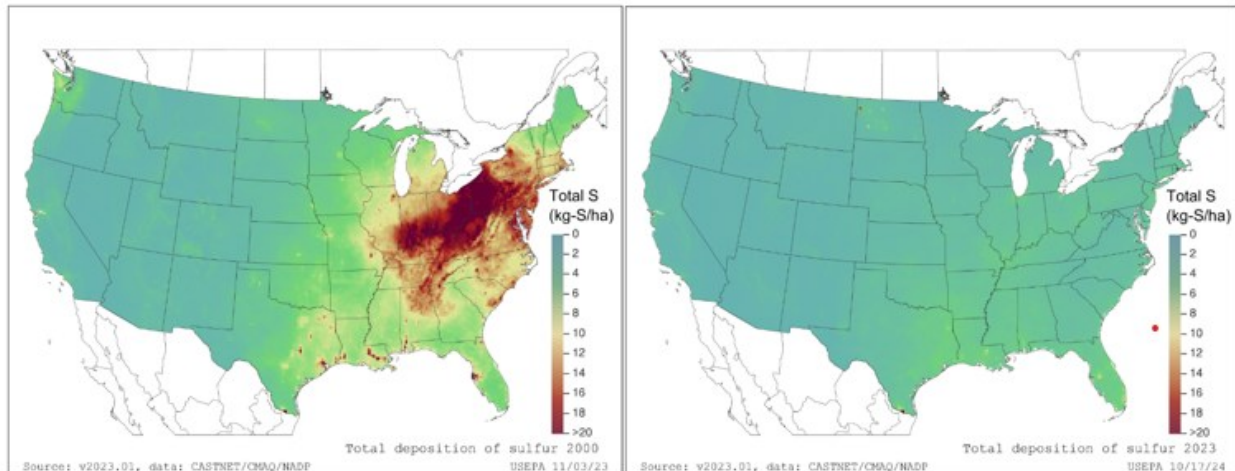 Total S
(kg-S/ha)
0
2
4
6
8
10
12
14
16
18
>20
Total deposition of sulfur 2000
Source: v2023.01, data: CASTNET/CMAQ/NADP
USEPA 11/03/23
Total S
(kg-S/ha)
0
2
4
6
8
10
12
14
16
18
>20
Total deposition of sulfur 2023
Source: v2023.01, data: CASTNET/CMAQ/NADP
USEPA 10/17/24